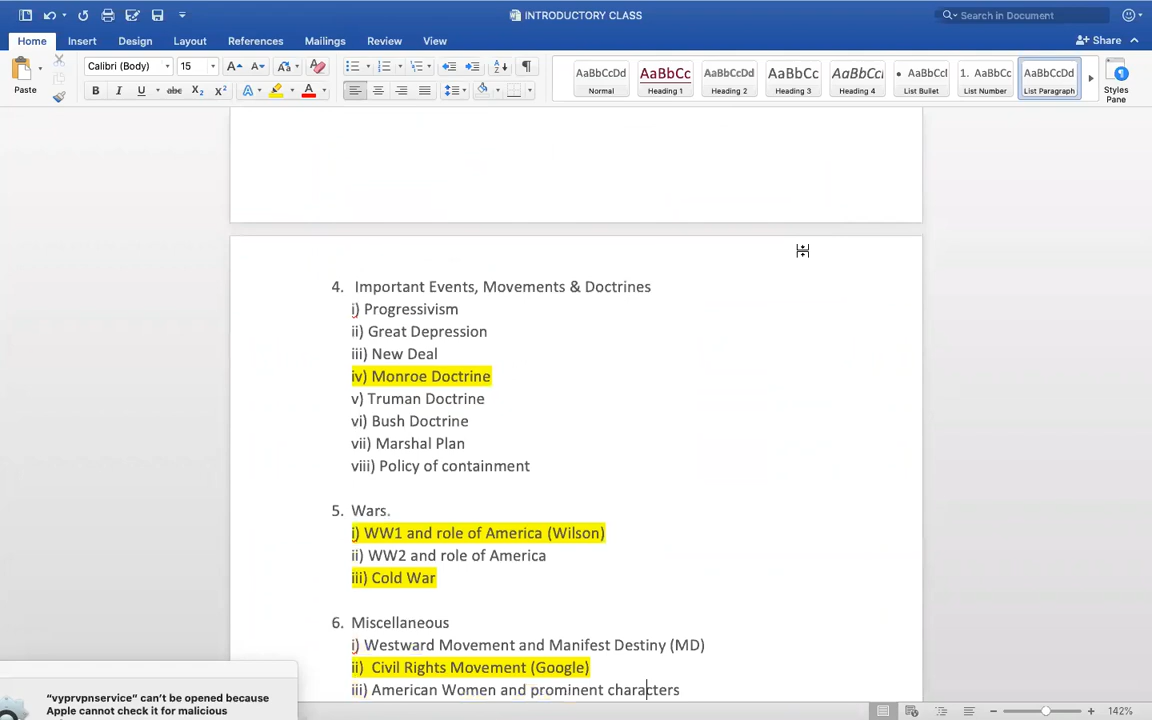 INTRODUCTORY CLASS
Search in Document
Home Insert Design Layout References Mailings Review View
Share
Paste
Calibri (Body) 15
AaBbCcDd AaBbCc AaBbCcDd AaBbCc AaBbCcI AaBbCcI AaBbCc AaBbCcDd
Normal Heading 1 Heading 2 Heading 3 Heading 4 List Bullet List Number List Paragraph
Styles Pane
4. Important Events, Movements & Doctrines
i) Progressivism
ii) Great Depression
iii) New Deal
iv) Monroe Doctrine
v) Truman Doctrine
vi) Bush Doctrine
vii) Marshal Plan
viii) Policy of containment
5. Wars.
i) WW1 and role of America (Wilson)
ii) WW2 and role of America
iii) Cold War
6. Miscellaneous
i) Westward Movement and Manifest Destiny (MD)
ii) Civil Rights Movement (Google)
iii) American Women and prominent characters
“vyprvpnservice” can’t be opened because
Apple cannot check it for malicious
142%